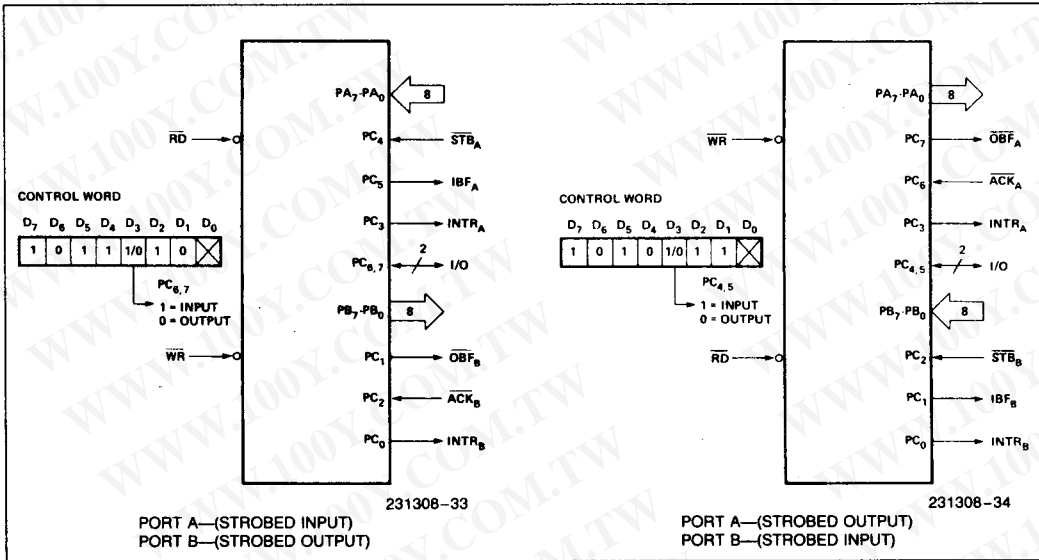 PA7-PA0
8
PC4
STBA
RD
PC5
IBFA
CONTROL WORD
D7 D6 D5 D4 D3 D2 D1 D0
1 0 1 1 1/0 1 0 X
PC3
INTRA
PC6,7
2
I/O
PC6,7
1 = INPUT
0 = OUTPUT
PB7-PB0
8
WR
PC1
OBFB
PC2
ACKB
PC0
INTRB
231308-33
PORT A—(STROBED INPUT)
PORT B—(STROBED OUTPUT)
PA7-PA0
8
WR
PC7
OBFA
PC6
ACKA
CONTROL WORD
D7 D6 D5 D4 D3 D2 D1 D0
1 0 1 0 1/0 1 1 X
PC3
INTRA
PC4,5
2
I/O
PC4,5
1 = INPUT
0 = OUTPUT
PB7-PB0
8
RD
PC2
STBB
PC1
IBFB
PC0
INTRB
231308-34
PORT A—(STROBED OUTPUT)
PORT B—(STROBED INPUT)
WWW.100Y.COM.TW